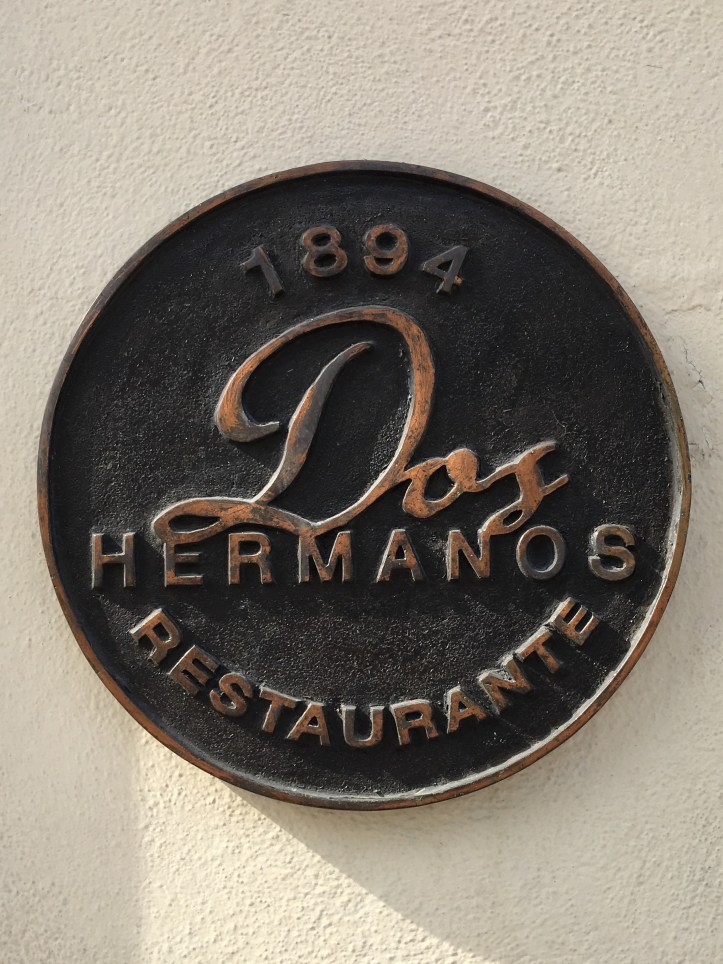 1894
Dos
HERMANOS
RESTAURANTE